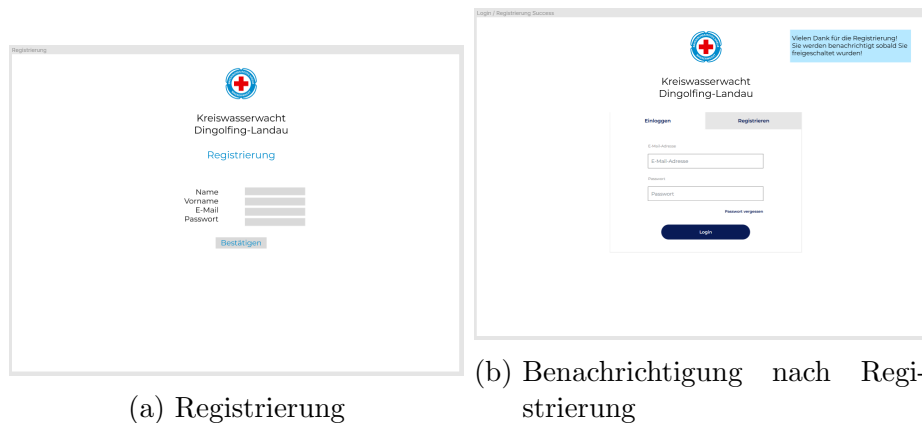 Registrierung
Kreiswasserwacht
Dingolfing-Landau
Registrierung
Name
Vorname
E-Mail
Passwort
Bestätigen
(a) Registrierung
Login / Registrierung Success
Vielen Dank für die Registrierung!
Sie werden benachrichtigt sobald Sie
freigeschaltet wurden!
Kreiswasserwacht
Dingolfing-Landau
Einloggen Registrieren
E-Mail-Adresse
E-Mail-Adresse
Passwort
Passwort
Passwort vergessen
Login
(b) Benachrichtigung nach Regi-
strierung